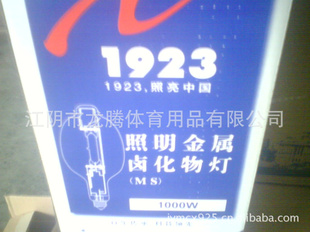 1923
1923,照亮中国
江阴市龙腾体育用品有限公司
照明金属
卤化物灯
(MS)
1000W